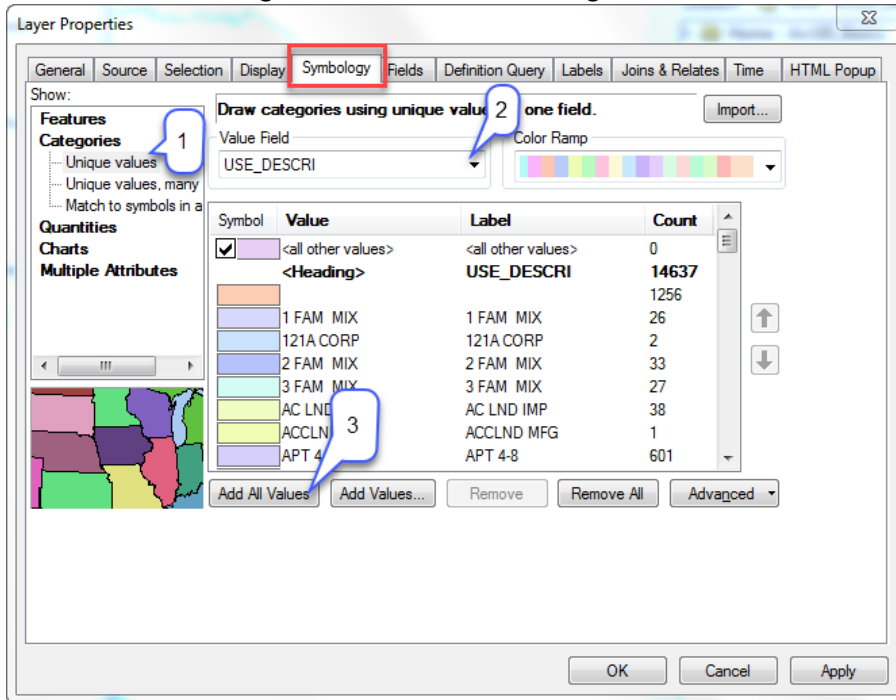 Layer Properties
General Source Selection Display Symbology Fields Definition Query Labels Joins & Relates Time HTML Popup
Show:
Features
Categories
Unique values
Unique values, many
Match to symbols in a
Quantities
Charts
Multiple Attributes
1
Draw categories using unique value one field.
2
Import...
Value Field
USE_DESCRI
Color Ramp
Symbol Value Label Count
<all other values> <all other values> 0
<Heading> USE_DESCRI 14637
1256
1 FAM MIX 1 FAM MIX 26
121A CORP 121A CORP 2
2 FAM MIX 2 FAM MIX 33
3 FAM MIX 3 FAM MIX 27
AC LND AC LND IMP 38
ACCLN ACCLND MFG 1
APT 4 APT 4-8 601
3
Add All Values Add Values... Remove Remove All Advanced
OK Cancel Apply